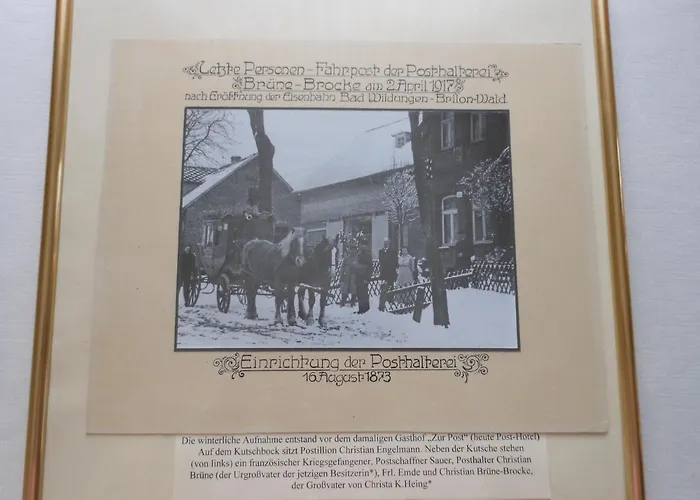 Letzte Personen-Fahrpost der Posthalterei
Brüne-Brocke am 2 April 1917
nach Eröffnung der Eisenbahn Bad Wildungen-Brilon-Wald.
Einrichtung der Posthalterei
16 August 1873
Die winterliche Aufnahme entstand vor dem damaligen Gasthof „Zur Post" (heute Post-Hotel)
Auf dem Kutschbock sitzt Postillion Christian Engelmann. Neben der Kutsche stehen
(von links) ein französischer Kriegsgefangener, Postschaffner Sauer, Posthalter Christian
Brüne (der Urgroßvater der jetzigen Besitzerin*), Frl. Emde und Christian Brüne-Brocke,
der Großvater von Christa K.Heing*